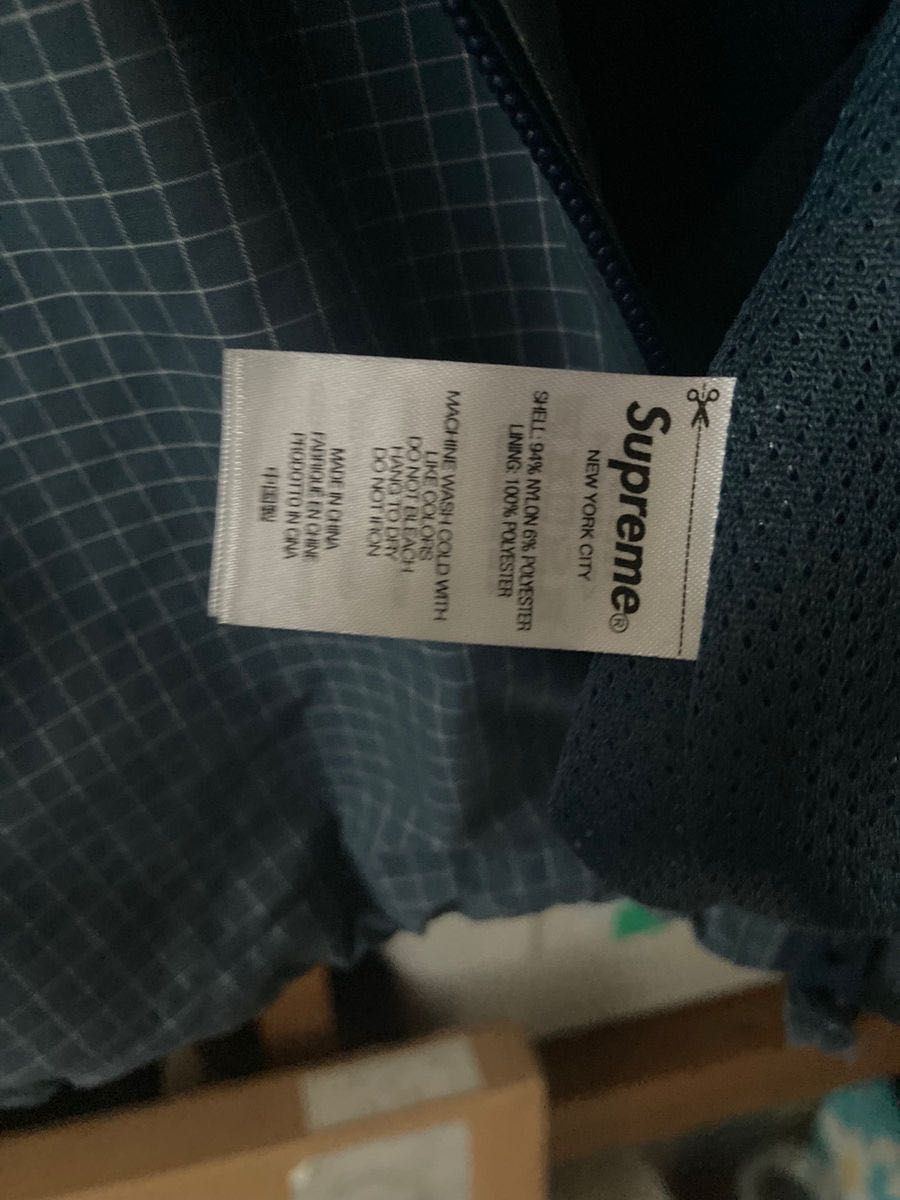 Supreme®
NEW YORK CITY
SHELL: 94% NYLON 6% POLYESTER
LINING: 100% POLYESTER
MACHINE WASH COLD WITH
LIKE COLORS
DO NOT BLEACH
HANG TO DRY
DO NOT IRON
MADE IN CHINA
FABRIQUÉ EN CHINE
PRODOTTO IN CINA
中国製